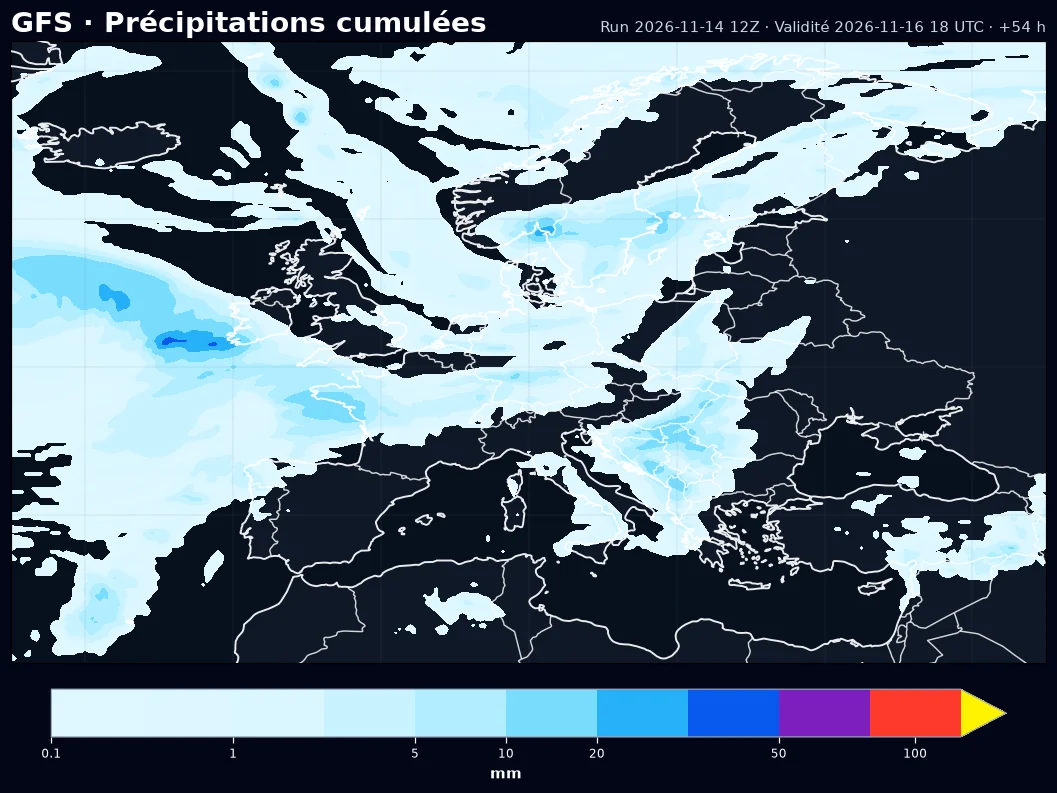 GFS · Précipitations cumulées
Run 2026-11-14 12Z · Validité 2026-11-16 18 UTC · +54 h
0.1 1 5 10 20 50 100
mm